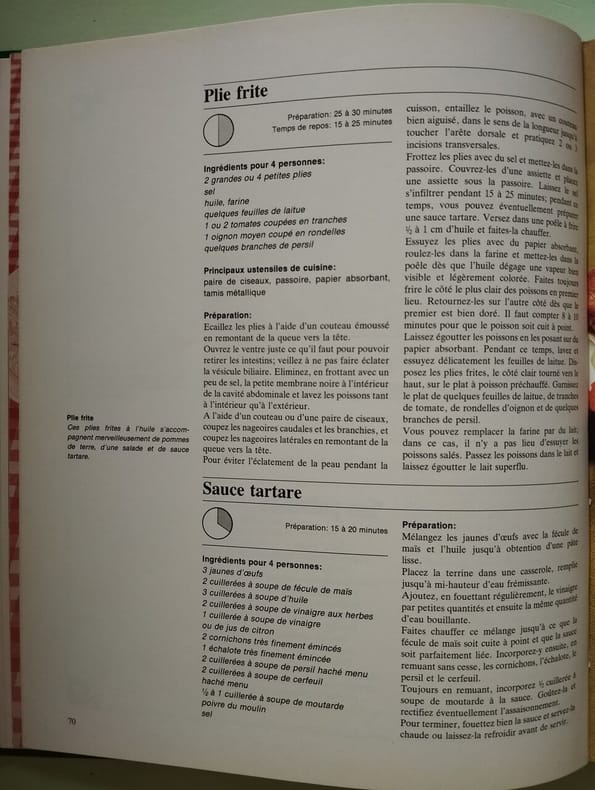 Plie frite
Préparation: 25 à 30 minutes
Temps de repos: 15 à 25 minutes
Ingrédients pour 4 personnes:
2 grandes ou 4 petites plies
sel
huile, farine
quelques feuilles de laitue
1 ou 2 tomates coupées en tranches
1 oignon moyen coupé en rondelles
quelques branches de persil
Principaux ustensiles de cuisine:
paire de ciseaux, passoire, papier absorbant,
tamis métallique
Préparation:
Ecaillez les plies à l'aide d'un couteau émoussé
en remontant de la queue vers la tête.
Ouvrez le ventre juste ce qu'il faut pour pouvoir
retirer les intestins; veillez à ne pas faire éclater
la vésicule biliaire. Eliminez, en frottant avec un
peu de sel, la petite membrane noire à l'intérieur
de la cavité abdominale et lavez les poissons tant
à l'intérieur qu'à l'extérieur.
A l'aide d'un couteau ou d'une paire de ciseaux,
coupez les nageoires caudales et les branchies, et
coupez les nageoires latérales en remontant de la
queue vers la tête.
Pour éviter l'éclatement de la peau pendant la
cuisson, entaillez le poisson, avec un couteau
bien aiguisé, dans le sens de la longueur jusqu'à
toucher l'arête dorsale et pratiquez 2 ou 3
incisions transversales.
Frottez les plies avec du sel et mettez-les dans la
passoire. Couvrez-les d'une assiette et placez
une assiette sous la passoire. Laissez le sel
s'infiltrer pendant 15 à 25 minutes; pendant ce
temps, vous pouvez éventuellement préparer
une sauce tartare. Versez dans une poêle à frire
½ à 1 cm d'huile et faites-la chauffer.
Essuyez les plies avec du papier absorbant,
roulez-les dans la farine et mettez-les dans la
poêle dès que l'huile dégage une vapeur bien
visible et légèrement colorée. Faites toujours
frire le côté le plus clair des poissons en premier
lieu. Retournez-les sur l'autre côté dès que le
premier est bien doré. Il faut compter 8 à 10
minutes pour que le poisson soit cuit à point.
Laissez égoutter les poissons en les posant sur du
papier absorbant. Pendant ce temps, lavez et
essuyez délicatement les feuilles de laitue. Dis-
posez les plies frites, le côté clair tourné vers le
haut, sur le plat à poisson préchauffé. Garnissez
le plat de quelques feuilles de laitue, de tranches
de tomate, de rondelles d'oignon et de quelques
branches de persil.
Vous pouvez remplacer la farine par du lait;
dans ce cas, il n'y a pas lieu d'essuyer les
poissons salés. Passez les poissons dans le lait et
laissez égoutter le lait superflu.
Plie frite
Ces plies frites à l'huile s'accom-
pagnent merveilleusement de pommes
de terre, d'une salade et de sauce
tartare.
Sauce tartare
Préparation: 15 à 20 minutes
Ingrédients pour 4 personnes:
3 jaunes d'œufs
2 cuillerées à soupe de fécule de maïs
3 cuillerées à soupe d'huile
2 cuillerées à soupe de vinaigre aux herbes
1 cuillerée à soupe de vinaigre
ou de jus de citron
2 cornichons très finement émincés
1 échalote très finement émincée
2 cuillerées à soupe de persil haché menu
2 cuillerées à soupe de cerfeuil
haché menu
½ à 1 cuillerée à soupe de moutarde
poivre du moulin
sel
Préparation:
Mélangez les jaunes d'œufs avec la fécule de
maïs et l'huile jusqu'à obtention d'une pâte
lisse.
Placez la terrine dans une casserole, remplie
jusqu'à mi-hauteur d'eau frémissante.
Ajoutez, en fouettant régulièrement, le vinaigre
par petites quantités et ensuite la même quantité
d'eau bouillante.
Faites chauffer ce mélange jusqu'à ce que la
fécule de maïs soit cuite à point et que la sauce
soit parfaitement liée. Incorporez-y ensuite, en
remuant sans cesse, les cornichons, l'échalote, le
persil et le cerfeuil.
Toujours en remuant, incorporez ½ cuillerée à
soupe de moutarde à la sauce. Goûtez-la et
rectifiez éventuellement l'assaisonnement.
Pour terminer, fouettez bien la sauce et servez-la
chaude ou laissez-la refroidir avant de servir.
70